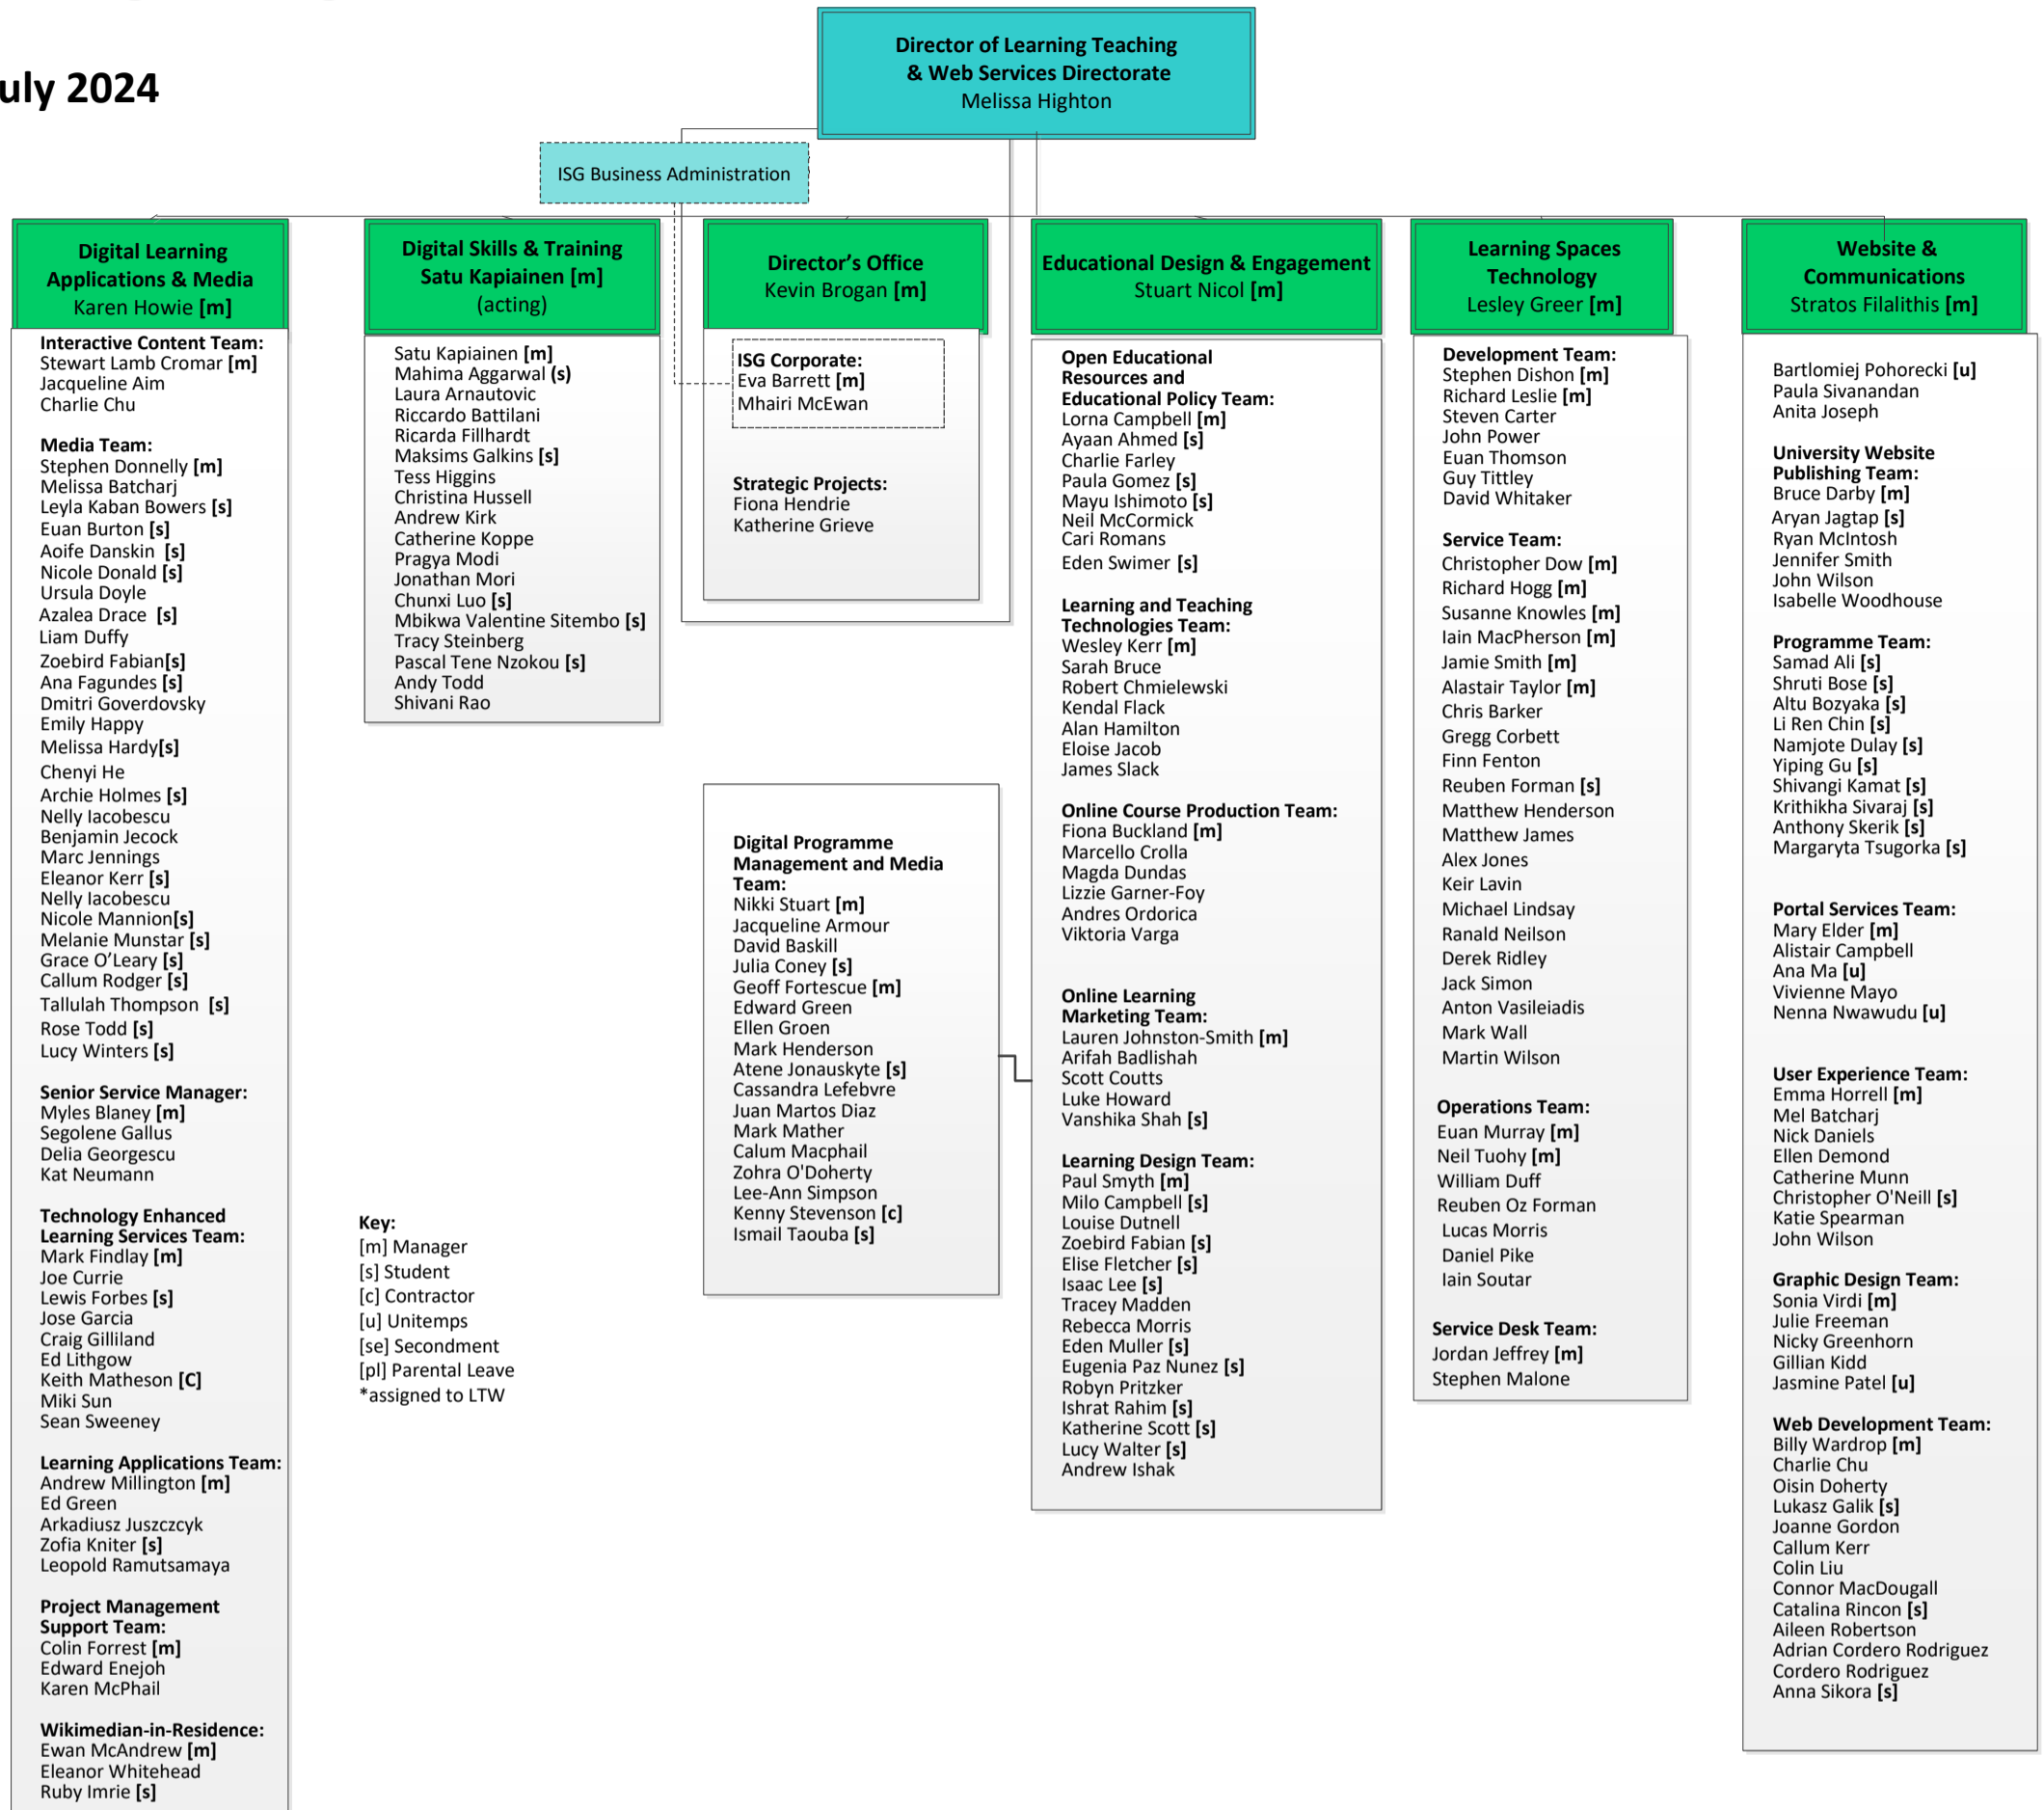 uly 2024
Director of Learning Teaching
& Web Services Directorate
Melissa Highton
ISG Business Administration
Digital Learning
Applications & Media
Karen Howie [m]
Interactive Content Team:
Stewart Lamb Cromar [m]
Jacqueline Aim
Charlie Chu
Media Team:
Stephen Donnelly [m]
Melissa Batcharj
Leyla Kaban Bowers [s]
Euan Burton [s]
Aoife Danskin [s]
Nicole Donald [s]
Ursula Doyle
Azalea Drace [s]
Liam Duffy
Zoebird Fabian[s]
Ana Fagundes [s]
Dmitri Goverdovsky
Emily Happy
Melissa Hardy[s]
Chenyi He
Archie Holmes [s]
Nelly Iacobescu
Benjamin Jecock
Marc Jennings
Eleanor Kerr [s]
Nelly Iacobescu
Nicole Mannion[s]
Melanie Munstar [s]
Grace O'Leary [s]
Callum Rodger [s]
Tallulah Thompson [s]
Rose Todd [s]
Lucy Winters [s]
Senior Service Manager:
Myles Blaney [m]
Segolene Gallus
Delia Georgescu
Kat Neumann
Technology Enhanced
Learning Services Team:
Mark Findlay [m]
Joe Currie
Lewis Forbes [s]
Jose Garcia
Craig Gilliland
Ed Lithgow
Keith Matheson [C]
Miki Sun
Sean Sweeney
Learning Applications Team:
Andrew Millington [m]
Ed Green
Arkadiusz Juszczcyk
Zofia Kniter [s]
Leopold Ramutsamaya
Project Management
Support Team:
Colin Forrest [m]
Edward Enejoh
Karen McPhail
Wikimedian-in-Residence:
Ewan McAndrew [m]
Eleanor Whitehead
Ruby Imrie [s]
Digital Skills & Training
Satu Kapiainen [m]
(acting)
Satu Kapiainen [m]
Mahima Aggarwal (s)
Laura Arnautovic
Riccardo Battilani
Ricarda Fillhardt
Maksims Galkins [s]
Tess Higgins
Christina Hussell
Andrew Kirk
Catherine Koppe
Pragya Modi
Jonathan Mori
Chunxi Luo [s]
Mbikwa Valentine Sitembo [s]
Tracy Steinberg
Pascal Tene Nzokou [s]
Andy Todd
Shivani Rao
Key:
[m] Manager
[s] Student
[c] Contractor
[u] Unitemps
[se] Secondment
[pl] Parental Leave
*assigned to LTW
Director's Office
Kevin Brogan [m]
ISG Corporate:
Eva Barrett [m]
Mhairi McEwan
Strategic Projects:
Fiona Hendrie
Katherine Grieve
Digital Programme
Management and Media
Team:
Nikki Stuart [m]
Jacqueline Armour
David Baskill
Julia Coney [s]
Geoff Fortescue [m]
Edward Green
Ellen Groen
Mark Henderson
Atene Jonauskyte [s]
Cassandra Lefebvre
Juan Martos Diaz
Mark Mather
Calum Macphail
Zohra O'Doherty
Lee-Ann Simpson
Kenny Stevenson [c]
Ismail Taouba [s]
Educational Design & Engagement
Stuart Nicol [m]
Open Educational
Resources and
Educational Policy Team:
Lorna Campbell [m]
Ayaan Ahmed [s]
Charlie Farley
Paula Gomez [s]
Mayu Ishimoto [s]
Neil McCormick
Cari Romans
Eden Swimer [s]
Learning and Teaching
Technologies Team:
Wesley Kerr [m]
Sarah Bruce
Robert Chmielewski
Kendal Flack
Alan Hamilton
Eloise Jacob
James Slack
Online Course Production Team:
Fiona Buckland [m]
Marcello Crolla
Magda Dundas
Lizzie Garner-Foy
Andres Ordorica
Viktoria Varga
Online Learning
Marketing Team:
Lauren Johnston-Smith [m]
Arifah Badlishah
Scott Coutts
Luke Howard
Vanshika Shah [s]
Learning Design Team:
Paul Smyth [m]
Milo Campbell [s]
Louise Dutnell
Zoebird Fabian [s]
Elise Fletcher [s]
Isaac Lee [s]
Tracey Madden
Rebecca Morris
Eden Muller [s]
Eugenia Paz Nunez [s]
Robyn Pritzker
Ishrat Rahim [s]
Katherine Scott [s]
Lucy Walter [s]
Andrew Ishak
Learning Spaces
Technology
Lesley Greer [m]
Development Team:
Stephen Dishon [m]
Richard Leslie [m]
Steven Carter
John Power
Euan Thomson
Guy Tittley
David Whitaker
Service Team:
Christopher Dow [m]
Richard Hogg [m]
Susanne Knowles [m]
Iain MacPherson [m]
Jamie Smith [m]
Alastair Taylor [m]
Chris Barker
Gregg Corbett
Finn Fenton
Reuben Forman [s]
Matthew Henderson
Matthew James
Alex Jones
Keir Lavin
Michael Lindsay
Ranald Neilson
Derek Ridley
Jack Simon
Anton Vasileiadis
Mark Wall
Martin Wilson
Operations Team:
Euan Murray [m]
Neil Tuohy [m]
William Duff
Reuben Oz Forman
Lucas Morris
Daniel Pike
Iain Soutar
Service Desk Team:
Jordan Jeffrey [m]
Stephen Malone
Website &
Communications
Stratos Filalithis [m]
Bartlomiej Pohorecki [u]
Paula Sivanandan
Anita Joseph
University Website
Publishing Team:
Bruce Darby [m]
Aryan Jagtap [s]
Ryan McIntosh
Jennifer Smith
John Wilson
Isabelle Woodhouse
Programme Team:
Samad Ali [s]
Shruti Bose [s]
Altu Bozyaka [s]
Li Ren Chin [s]
Namjote Dulay [s]
Yiping Gu [s]
Shivangi Kamat [s]
Krithikha Sivaraj [s]
Anthony Skerik [s]
Margaryta Tsugorka [s]
Portal Services Team:
Mary Elder [m]
Alistair Campbell
Ana Ma [u]
Vivienne Mayo
Nenna Nwawudu [u]
User Experience Team:
Emma Horrell [m]
Mel Batcharj
Nick Daniels
Ellen Demond
Catherine Munn
Christopher O'Neill [s]
Katie Spearman
John Wilson
Graphic Design Team:
Sonia Virdi [m]
Julie Freeman
Nicky Greenhorn
Gillian Kidd
Jasmine Patel [u]
Web Development Team:
Billy Wardrop [m]
Charlie Chu
Oisin Doherty
Lukasz Galik [s]
Joanne Gordon
Callum Kerr
Colin Liu
Connor MacDougall
Catalina Rincon [s]
Aileen Robertson
Adrian Cordero Rodriguez
Cordero Rodriguez
Anna Sikora [s]